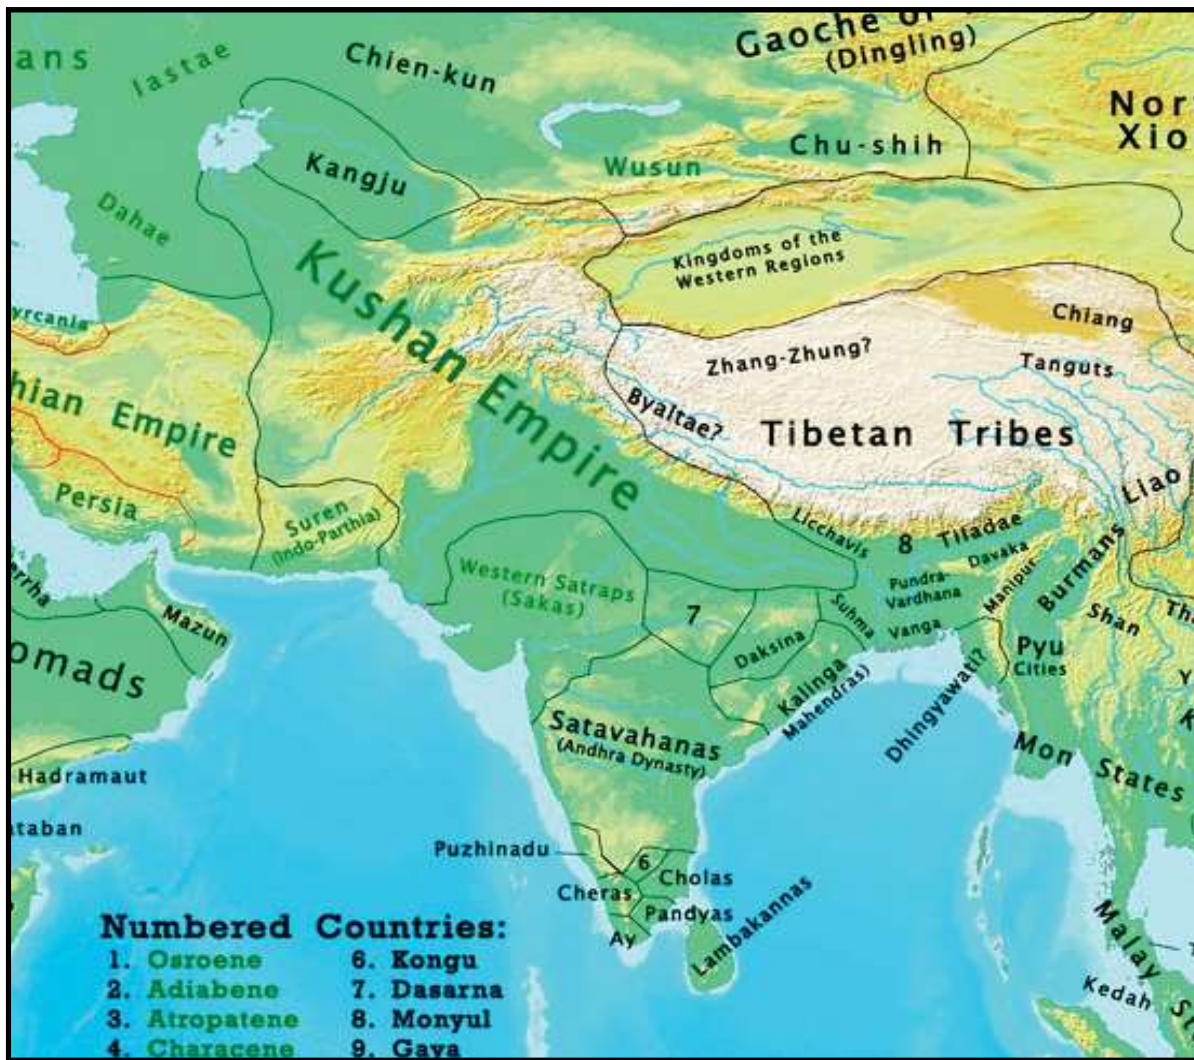 Gaoche
(Dingling)
ans
Iastae
Chien-kun
Nor
Xio
Chu-shih
Wusun
Kangju
Dahae
Kingdoms of the
Western Regions
Kushan Empire
yrcania
Chiang
Zhang-Zhung?
Tanguts
Byaltae?
hian Empire
Tibetan Tribes
Liao
Persia
Suren
(Indo-Parthia)
Licchavis
8
Tiladae
Davaka
Burmans
Western Satraps
(Sakas)
Pundra-
Vardhana
Manipur
errha
Mazun
7
Suhma
Vanga
Shan
Th
Daksina
Pyu
Cities
omads
Kalinga
Mahendras)
Dhingyawati?
Y
K
Satavahanas
(Andhra Dynasty)
Mon States
Hadramaut
ataban
Puzhinadu
6
Cholas
Cheras
Pandyas
Ay
Lambakannas
Malay St
Kedah
Numbered Countries:
1. Osroene
2. Adiabene
3. Atropatene
4. Characene
6. Kongu
7. Dasarna
8. Monyul
9. Gaya